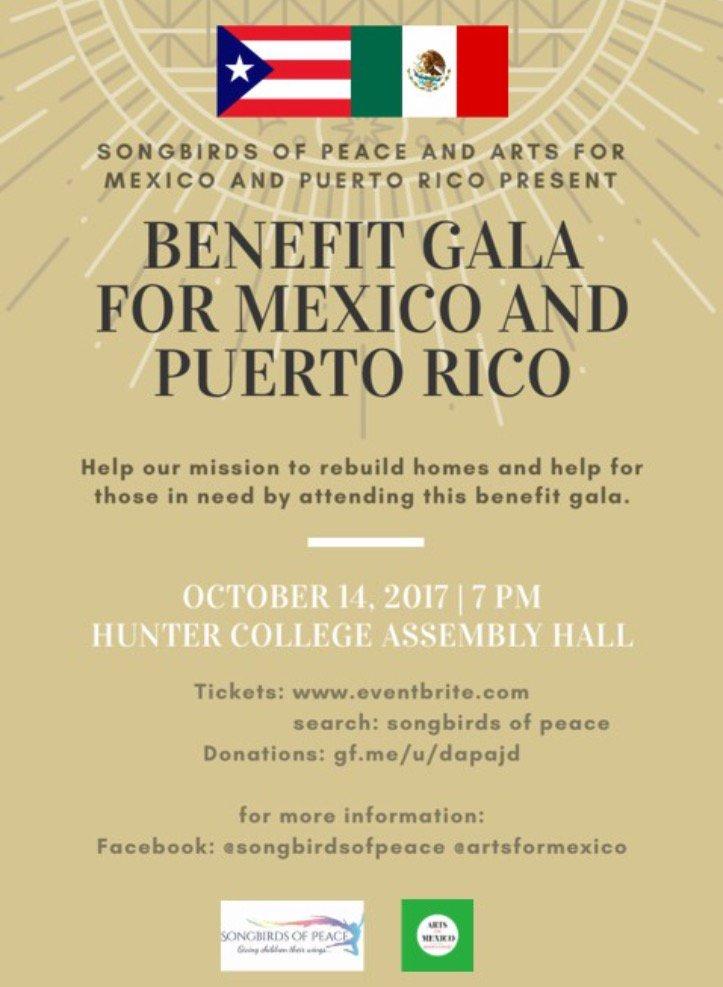 SONGBIRDS OF PEACE AND ARTS FOR
MEXICO AND PUERTO RICO PRESENT
BENEFIT GALA
FOR MEXICO AND
PUERTO RICO
Help our mission to rebuild homes and help for
those in need by attending this benefit gala.
OCTOBER 14, 2017 | 7 PM
HUNTER COLLEGE ASSEMBLY HALL
Tickets: www.eventbrite.com
search: songbirds of peace
Donations: gf.me/u/dapajd
for more information:
Facebook: @songbirdsofpeace @artsformexico
SONGBIRDS OF PEACE
Giving children their wings...
ARTS
MEXICO